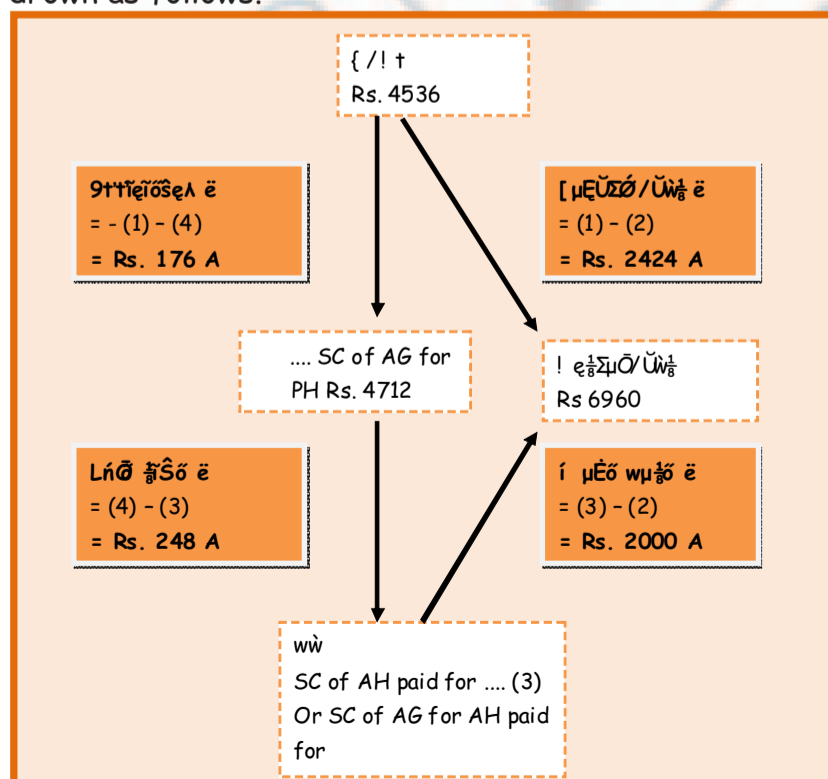 drawn as follows:
{ /! t
Rs. 4536
= - (1) – (4)
= Rs. 176 A
= (1) – (2)
= Rs. 2424 A
.... SC of AG for
PH Rs. 4712
Rs 6960
= (4) – (3)
= Rs. 248 A
= (3) – (2)
= Rs. 2000 A
wẁ
SC of AH paid for .... (3)
Or SC of AG for AH paid
for